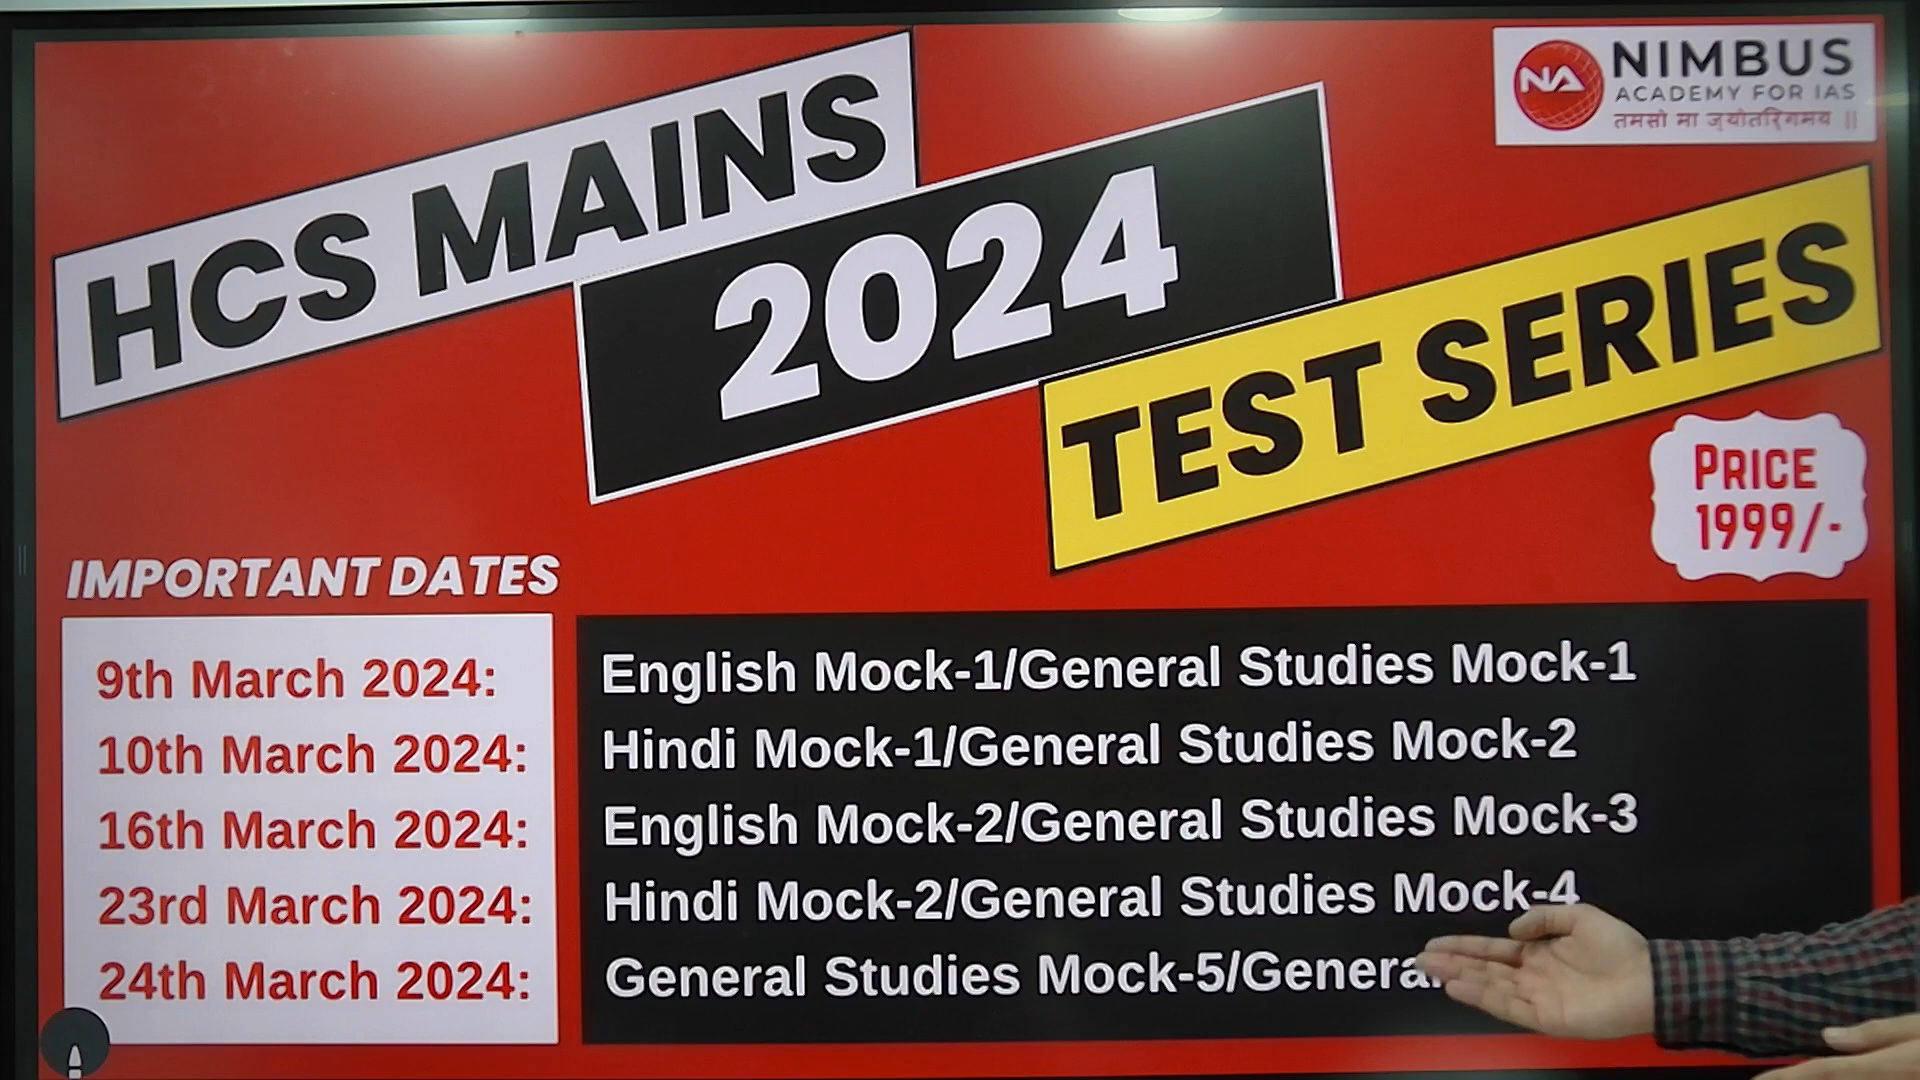 HCS MAINS
2024
TEST SERIES
NA
NIMBUS
ACADEMY FOR IAS
तमसो मा ज्योतिर्गमय ||
PRICE
1999/-
IMPORTANT DATES
9th March 2024: English Mock-1/General Studies Mock-1
10th March 2024: Hindi Mock-1/General Studies Mock-2
16th March 2024: English Mock-2/General Studies Mock-3
23rd March 2024: Hindi Mock-2/General Studies Mock-4
24th March 2024: General Studies Mock-5/General